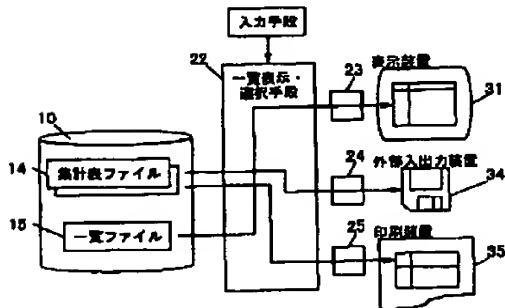 入力手段
22
一覧表示・
選択手段
23
表示装置
31
10
14
集計表ファイル
24
外部入出力装置
34
15
一覧ファイル
25
印刷装置
35